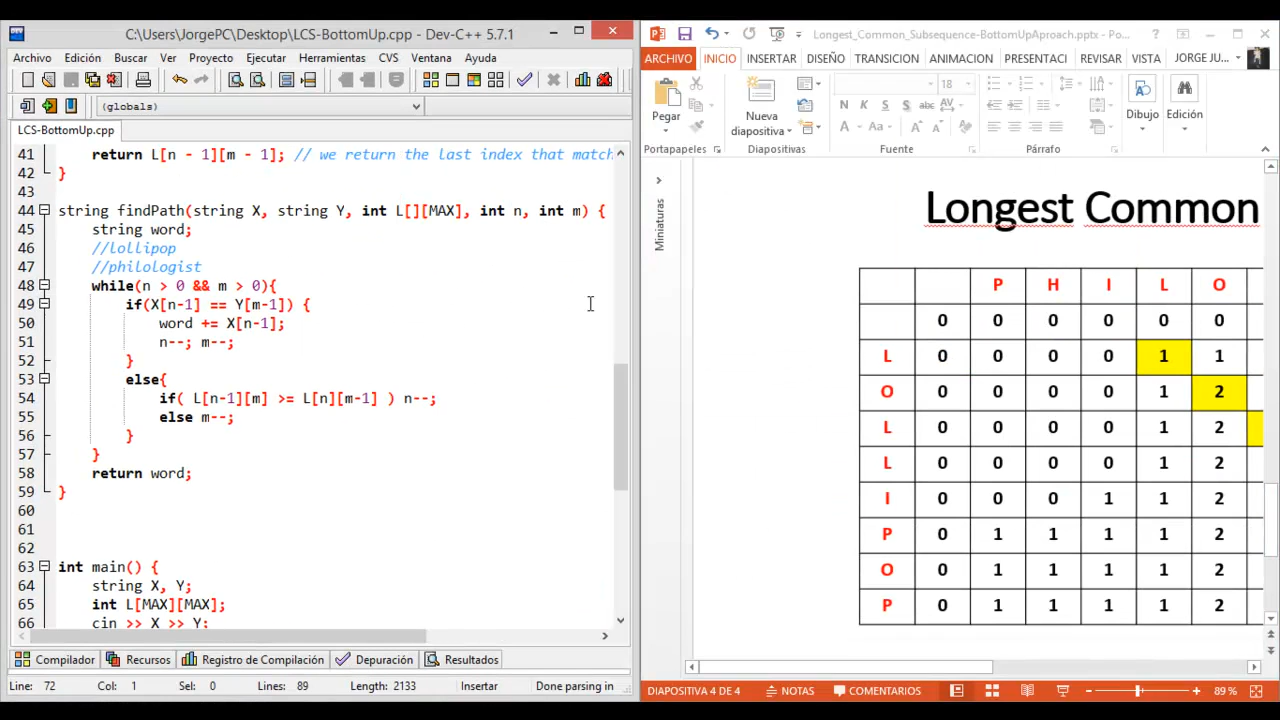 C:\Users\JorgePC\Desktop\LCS-BottomUp.cpp - Dev-C++ 5.7.1
Archivo Edición Buscar Ver Proyecto Ejecutar Herramientas CVS Ventana Ayuda
(globals)
LCS-BottomUp.cpp
41 return L[n - 1][m - 1]; // we return the last index that match
42 }
43
44 string findPath(string X, string Y, int L[][MAX], int n, int m) {
45 string word;
46 //lollipop
47 //philologist
48 while(n > 0 && m > 0){
49 if(X[n-1] == Y[m-1]) {
50 word += X[n-1];
51 n--; m--;
52 }
53 else{
54 if( L[n-1][m] >= L[n][m-1] ) n--;
55 else m--;
56 }
57 }
58 return word;
59 }
60
61
62
63 int main() {
64 string X, Y;
65 int L[MAX][MAX];
66 cin >> X >> Y;
Compilador Recursos Registro de Compilación Depuración Resultados
Line: 72 Col: 1 Sel: 0 Lines: 89 Length: 2133 Insertar Done parsing in
Longest_Common_Subsequence-BottomUpAproach.pptx - Po...
ARCHIVO INICIO INSERTAR DISEÑO TRANSICION ANIMACION PRESENTACI REVISAR VISTA JORGE JU...
18
N K S S abc AV
A Aa A A
Pegar Nueva diapositiva Dibujo Edición
Portapapeles Diapositivas Fuente Párrafo
Miniaturas
Longest Common
P H I L O
0 0 0 0 0 0
L 0 0 0 0 1 1
O 0 0 0 0 1 2
L 0 0 0 0 1 2
L 0 0 0 0 1 2
I 0 0 0 1 1 2
P 0 1 1 1 1 2
O 0 1 1 1 1 2
P 0 1 1 1 1 2
DIAPOSITIVA 4 DE 4 NOTAS COMENTARIOS 89 %